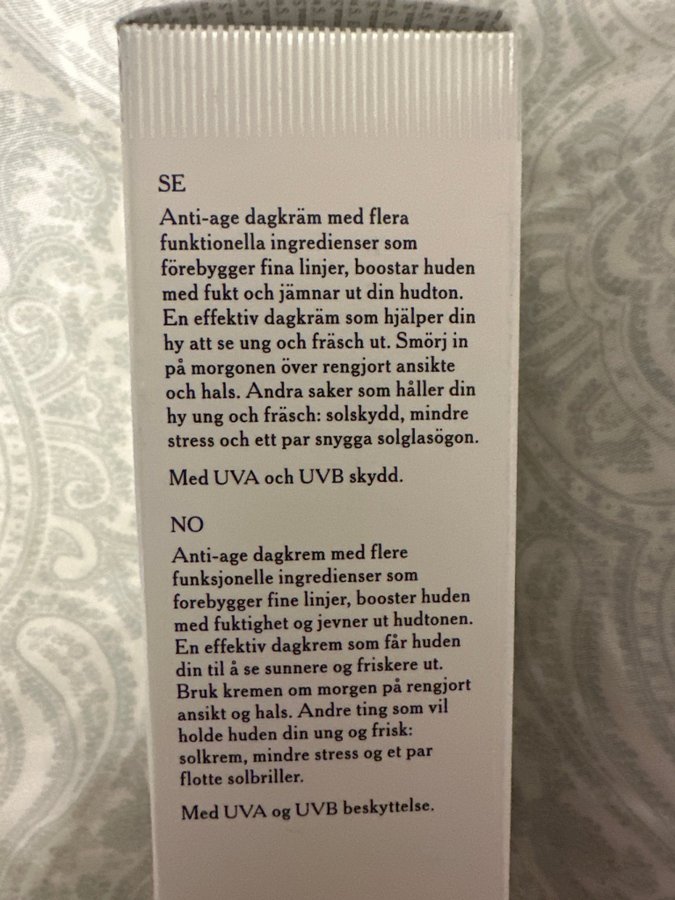 SE
Anti-age dagkräm med flera
funktionella ingredienser som
förebygger fina linjer, boostar huden
med fukt och jämnar ut din hudton.
En effektiv dagkräm som hjälper din
hy att se ung och fräsch ut. Smörj in
på morgonen över rengjort ansikte
och hals. Andra saker som håller din
hy ung och fräsch: solskydd, mindre
stress och ett par snygga solglasögon.
Med UVA och UVB skydd.
NO
Anti-age dagkrem med flere
funksjonelle ingredienser som
forebygger fine linjer, booster huden
med fuktighet og jevner ut hudtonen.
En effektiv dagkrem som får huden
din til å se sunnere og friskere ut.
Bruk kremen om morgen på rengjort
ansikt og hals. Andre ting som vil
holde huden din ung og frisk:
solkrem, mindre stress og et par
flotte solbriller.
Med UVA og UVB beskyttelse.